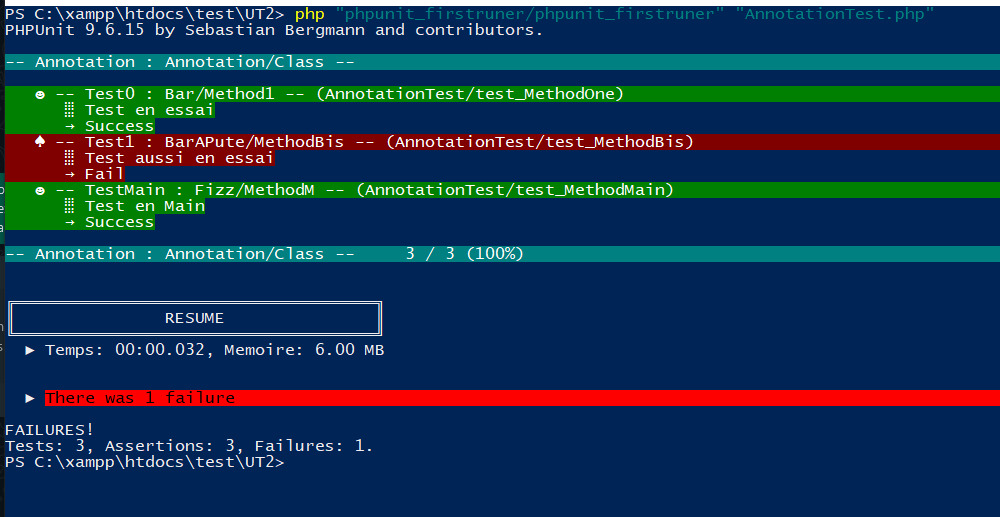 PS C:\xampp\htdocs\test\UT2> php "phpunit_firstruner/phpunit_firstruner" "AnnotationTest.php"
PHPUnit 9.6.15 by Sebastian Bergmann and contributors.
-- Annotation : Annotation/Class --
☻ -- Test0 : Bar/Method1 -- (AnnotationTest/test_MethodOne)
▒ Test en essai
→ Success
♠ -- Test1 : BarAPute/MethodBis -- (AnnotationTest/test_MethodBis)
▒ Test aussi en essai
→ Fail
☻ -- TestMain : Fizz/MethodM -- (AnnotationTest/test_MethodMain)
▒ Test en Main
→ Success
-- Annotation : Annotation/Class --     3 / 3 (100%)
RESUME
► Temps: 00:00.032, Memoire: 6.00 MB
► There was 1 failure
FAILURES!
Tests: 3, Assertions: 3, Failures: 1.
PS C:\xampp\htdocs\test\UT2>